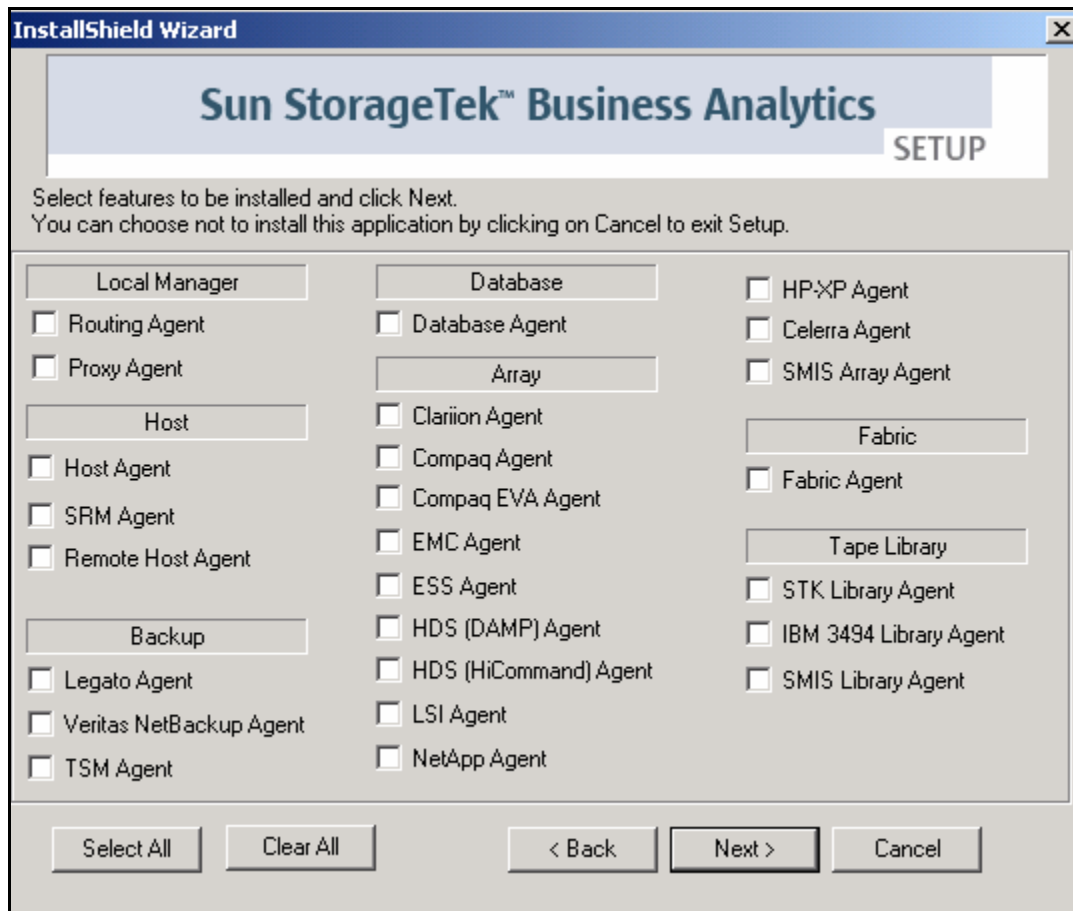 InstallShield Wizard
Sun StorageTek™ Business Analytics
SETUP
Select features to be installed and click Next.
You can choose not to install this application by clicking on Cancel to exit Setup.
Local Manager
Routing Agent
Proxy Agent
Host
Host Agent
SRM Agent
Remote Host Agent
Backup
Legato Agent
Veritas NetBackup Agent
TSM Agent
Database
Database Agent
Array
Clariion Agent
Compaq Agent
Compaq EVA Agent
EMC Agent
ESS Agent
HDS (DAMP) Agent
HDS (HiCommand) Agent
LSI Agent
NetApp Agent
HP-XP Agent
Celerra Agent
SMIS Array Agent
Fabric
Fabric Agent
Tape Library
STK Library Agent
IBM 3494 Library Agent
SMIS Library Agent
Select All
Clear All
< Back
Next >
Cancel